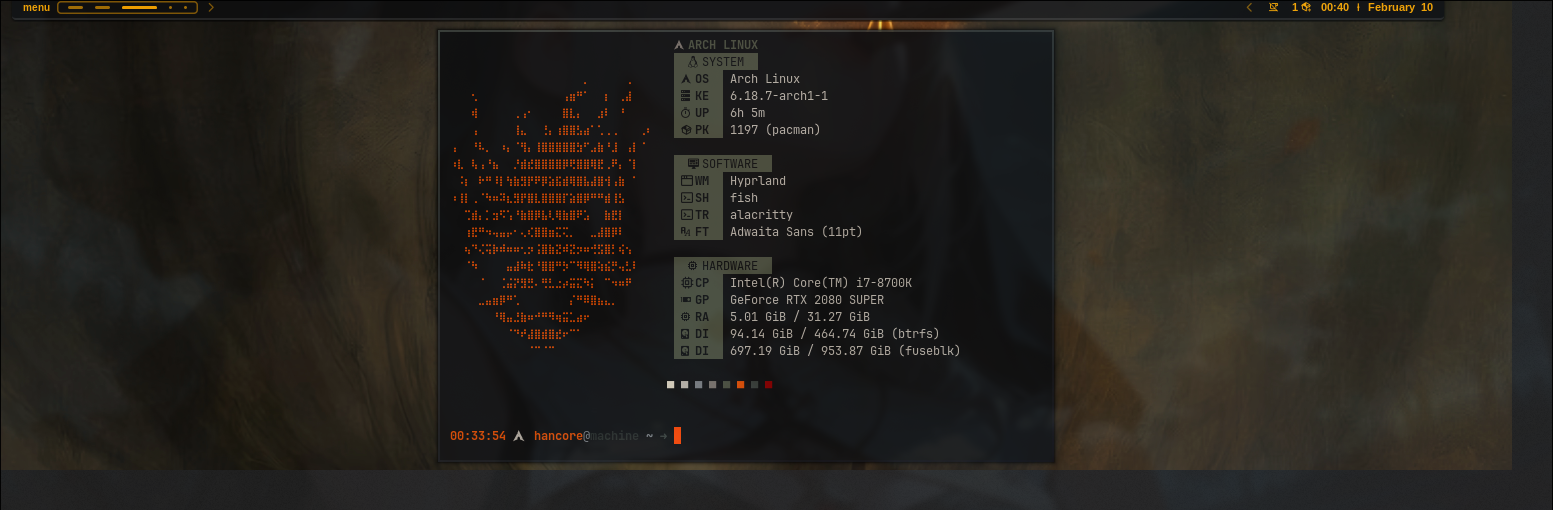 menu 1 00:40 February 10
ARCH LINUX
SYSTEM
OS Arch Linux
KE 6.18.7-arch1-1
UP 6h 5m
PK 1197 (pacman)
SOFTWARE
WM Hyprland
SH fish
TR alacritty
FT Adwaita Sans (11pt)
HARDWARE
CP Intel(R) Core(TM) i7-8700K
GP GeForce RTX 2080 SUPER
RA 5.01 GiB / 31.27 GiB
DI 94.14 GiB / 464.74 GiB (btrfs)
DI 697.19 GiB / 953.87 GiB (fuseblk)
00:33:54 hancore@machine ~ →